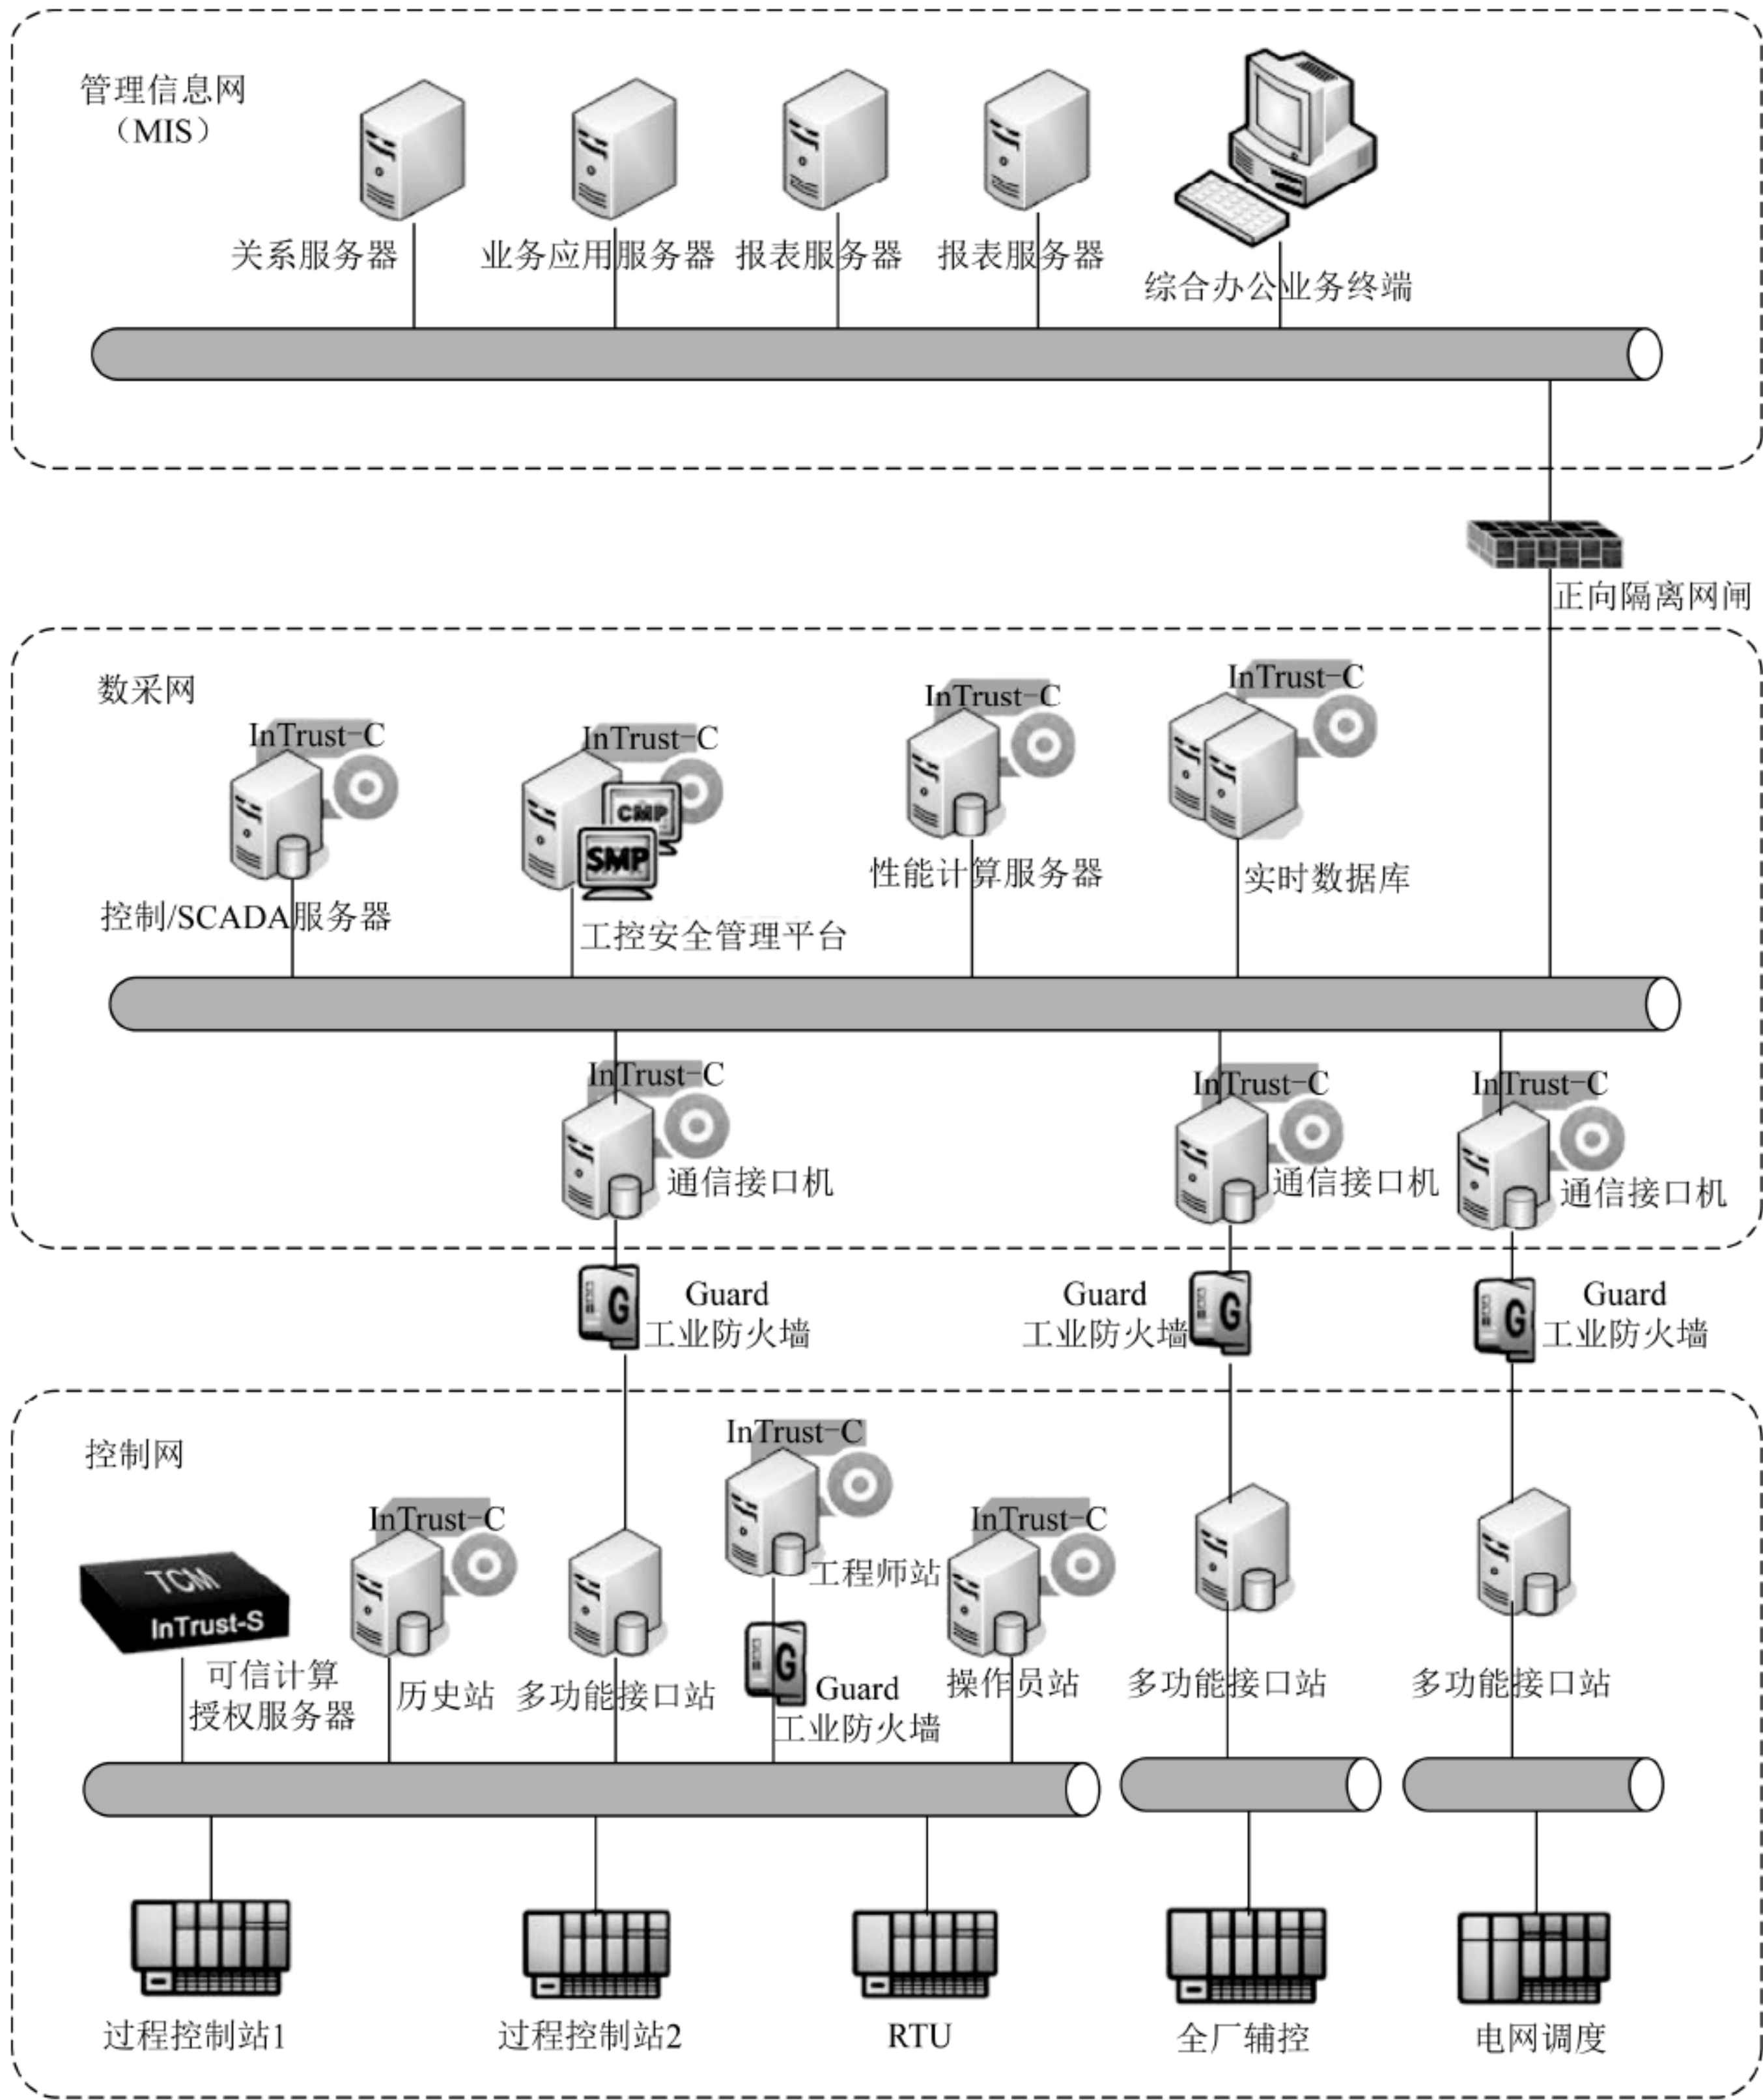 管理信息网
（MIS）
关系服务器
业务应用服务器
报表服务器
报表服务器
综合办公业务终端
正向隔离网闸
数采网
InTrust-C
InTrust-C
InTrust-C
InTrust-C
CMP
SMP
控制/SCADA服务器
工控安全管理平台
性能计算服务器
实时数据库
InTrust-C
InTrust-C
InTrust-C
通信接口机
通信接口机
通信接口机
G
Guard
工业防火墙
Guard
工业防火墙
G
G
Guard
工业防火墙
控制网
InTrust-C
InTrust-C
InTrust-C
TCM
InTrust-S
工程师站
可信计算
授权服务器
历史站
多功能接口站
G
Guard
工业防火墙
操作员站
多功能接口站
多功能接口站
过程控制站1
过程控制站2
RTU
全厂辅控
电网调度